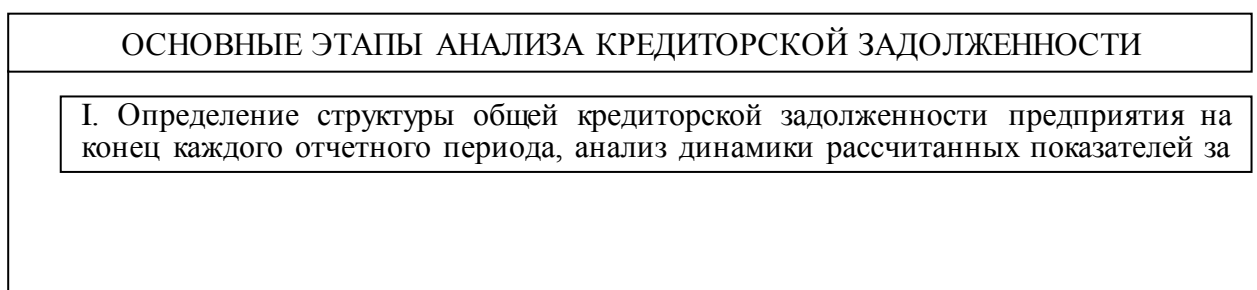 ОСНОВНЫЕ ЭТАПЫ АНАЛИЗА КРЕДИТОРСКОЙ ЗАДОЛЖЕННОСТИ
I. Определение структуры общей кредиторской задолженности предприятия на
конец каждого отчетного периода, анализ динамики рассчитанных показателей за